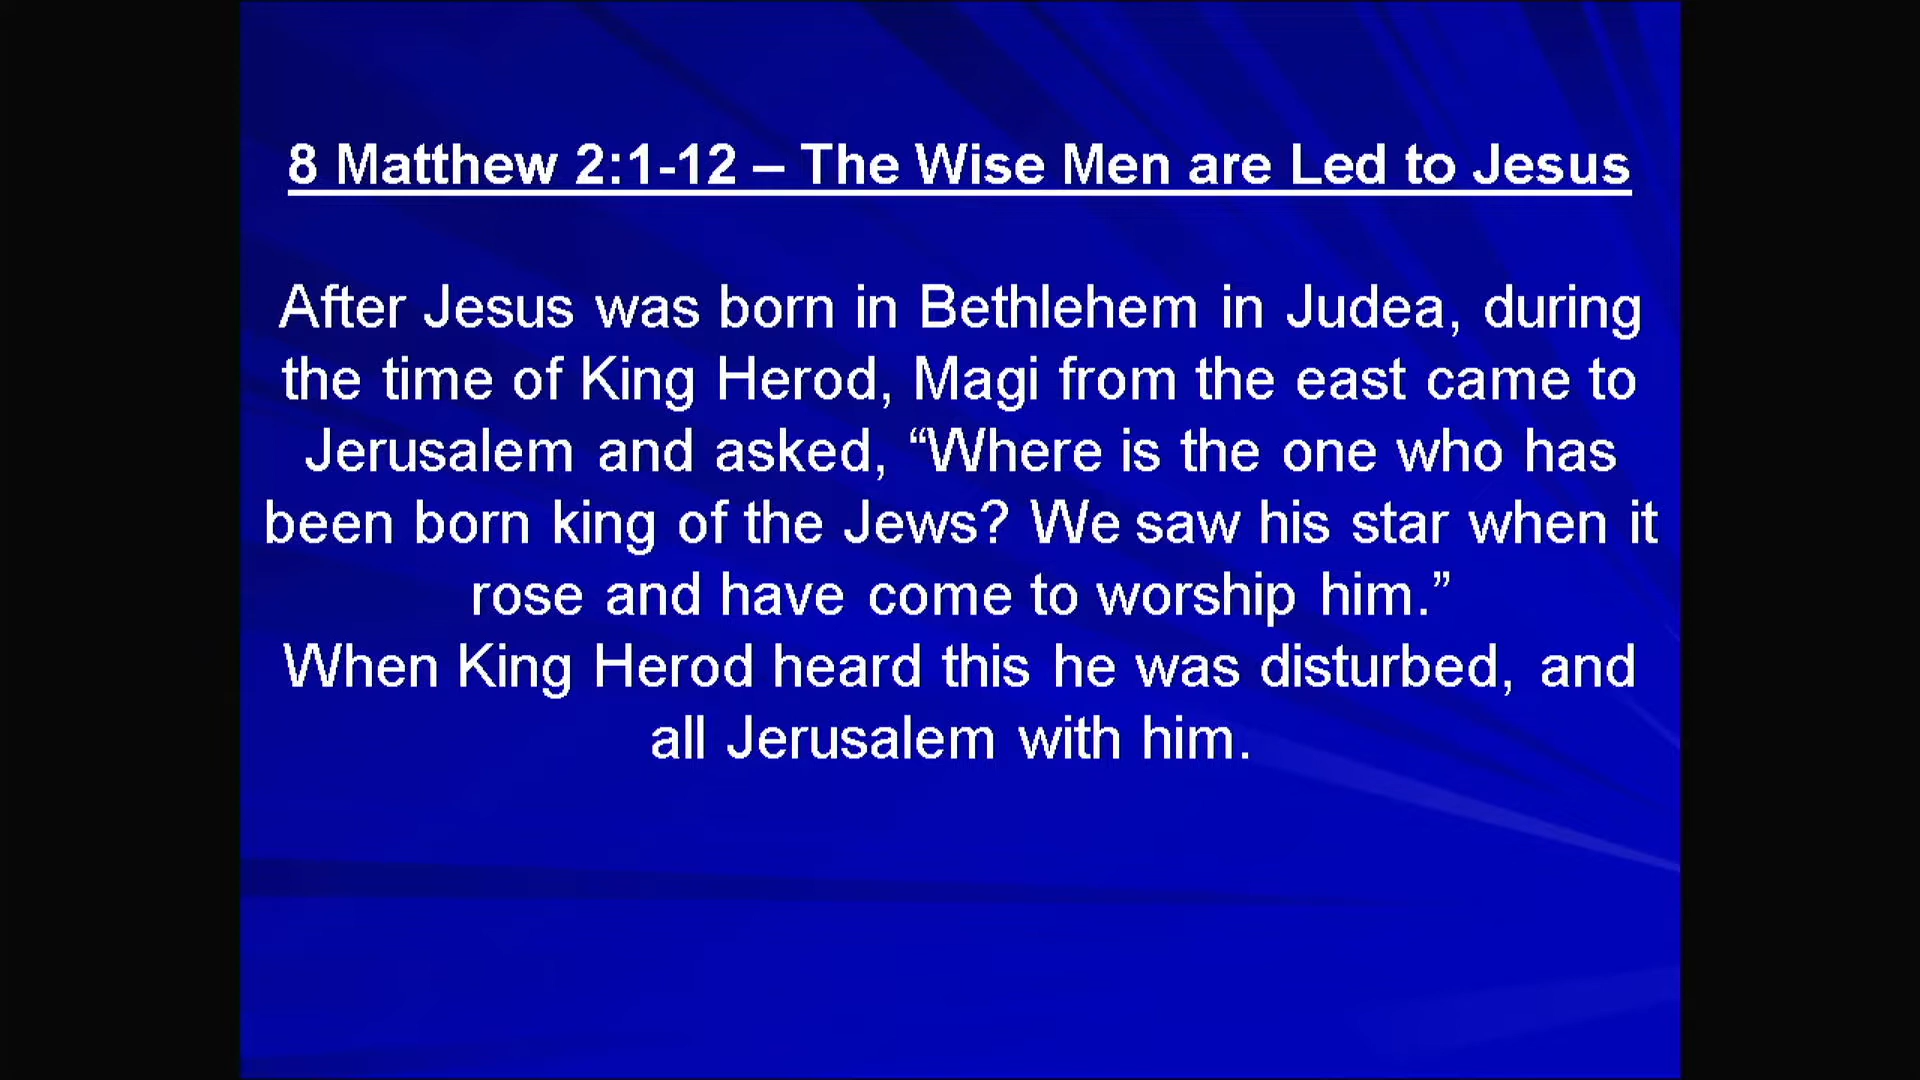 8 Matthew 2:1-12 – The Wise Men are Led to Jesus
After Jesus was born in Bethlehem in Judea, during
the time of King Herod, Magi from the east came to
Jerusalem and asked, “Where is the one who has
been born king of the Jews? We saw his star when it
rose and have come to worship him.”
When King Herod heard this he was disturbed, and
all Jerusalem with him.